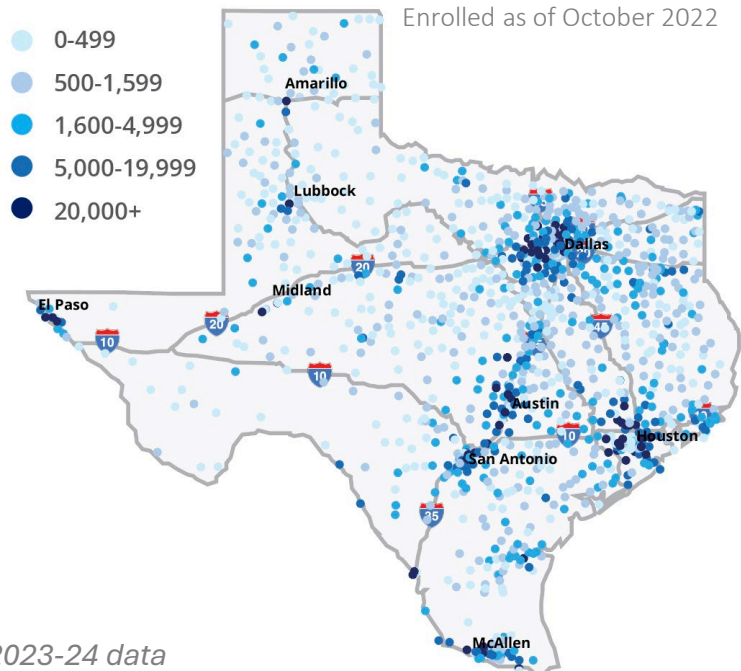 Enrolled as of October 2022
0-499
500-1,599
1,600-4,999
5,000-19,999
20,000+
Amarillo
Lubbock
Dallas
20
Midland
El Paso
20
10
45
10
Austin
10
Houston
San Antonio
35
McAllen
2023-24 data